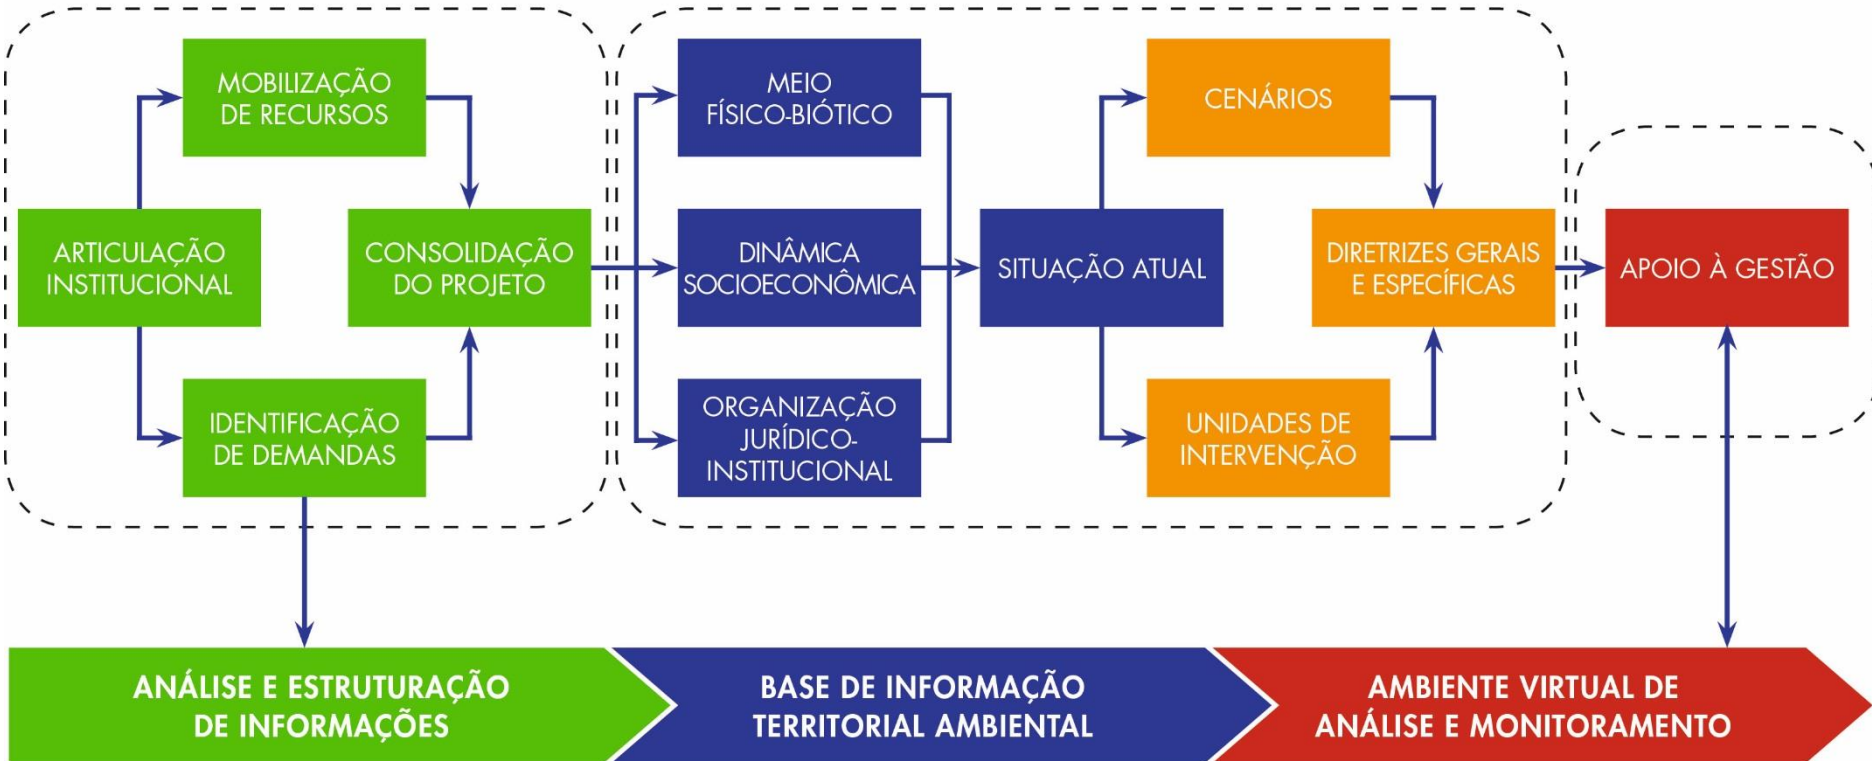 MOBILIZAÇÃO
DE RECURSOS
ARTICULAÇÃO
INSTITUCIONAL
CONSOLIDAÇÃO
DO PROJETO
IDENTIFICAÇÃO
DE DEMANDAS
MEIO
FÍSICO-BIÓTICO
DINÂMICA
SOCIOECONÔMICA
ORGANIZAÇÃO
JURÍDICO-
INSTITUCIONAL
SITUAÇÃO ATUAL
CENÁRIOS
UNIDADES DE
INTERVENÇÃO
DIRETRIZES GERAIS
E ESPECÍFICAS
APOIO À GESTÃO
ANÁLISE E ESTRUTURAÇÃO
DE INFORMAÇÕES
BASE DE INFORMAÇÃO
TERRITORIAL AMBIENTAL
AMBIENTE VIRTUAL DE
ANÁLISE E MONITORAMENTO